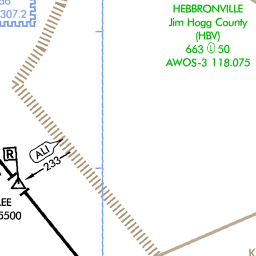 307.2
HEBBRONVILLE
Jim Hogg County
(HBV)
663 Ⓛ 50
AWOS-3 118.075
R
ALI
233
LEE
5500
K